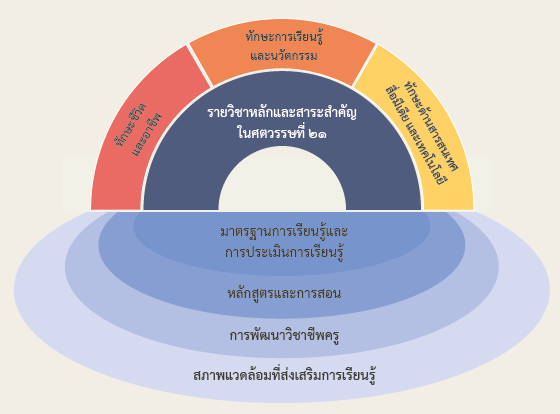 ทักษะการเรียนรู้
และนวัตกรรม
ทักษะชีวิต
และอาชีพ
ทักษะด้านสารสนเทศ
สื่อมีเดีย และเทคโนโลยี
รายวิชาหลักและสาระสำคัญ
ในศตวรรษที่ ๒๑
มาตรฐานการเรียนรู้และ
การประเมินการเรียนรู้
หลักสูตรและการสอน
การพัฒนาวิชาชีพครู
สภาพแวดล้อมที่ส่งเสริมการเรียนรู้